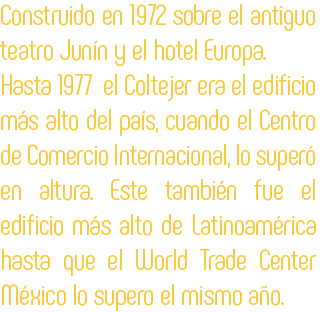 Construido en 1972 sobre el antiguo
teatro Junín y el hotel Europa.
Hasta 1977 el Coltejer era el edificio
más alto del país, cuando el Centro
de Comercio Internacional, lo superó
en altura. Este también fue el
edificio más alto de Latinoamérica
hasta que el World Trade Center
México lo supero el mismo año.